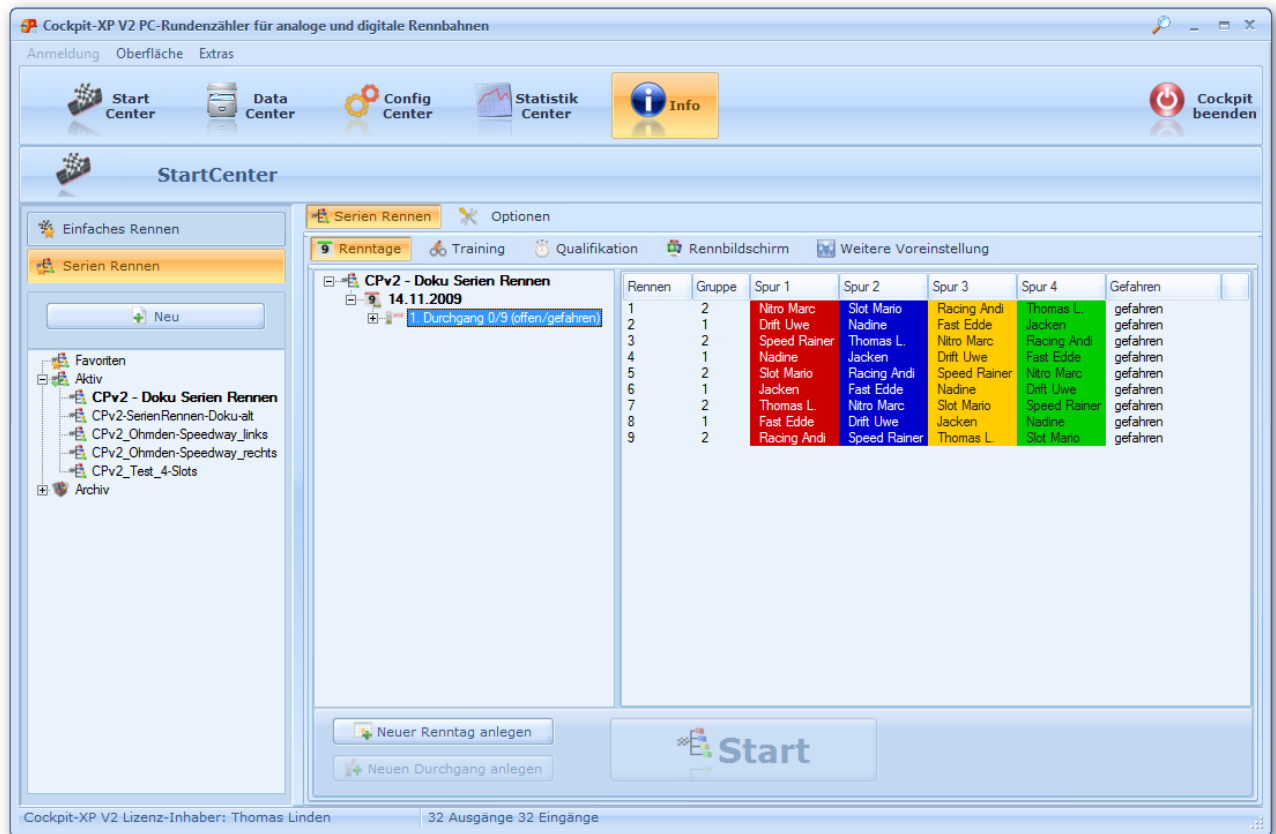 Cockpit-XP V2 PC-Rundenzähler für analoge und digitale Rennbahnen
Anmeldung Oberfläche Extras
Start Center Data Center Config Center Statistik Center Info Cockpit beenden
StartCenter
Einfaches Rennen
Serien Rennen
Neu
Favoriten
Aktiv
CPv2 - Doku Serien Rennen
CPv2-SerienRennen-Doku-alt
CPv2_Ohmden-Speedway_links
CPv2_Ohmden-Speedway_rechts
CPv2_Test_4-Slots
Archiv
Serien Rennen Optionen
9 Renntage Training Qualifikation Rennbildschirm Weitere Voreinstellung
CPv2 - Doku Serien Rennen
9 14.11.2009
1. Durchgang 0/9 (offen/gefahren)
Rennen Gruppe Spur 1 Spur 2 Spur 3 Spur 4 Gefahren
1 2 Nitro Marc Slot Mario Racing Andi Thomas L. gefahren
2 1 Drift Uwe Nadine Fast Edde Jacken gefahren
3 2 Speed Rainer Thomas L. Nitro Marc Racing Andi gefahren
4 1 Nadine Jacken Drift Uwe Fast Edde gefahren
5 2 Slot Mario Racing Andi Speed Rainer Nitro Marc gefahren
6 1 Jacken Fast Edde Nadine Drift Uwe gefahren
7 2 Thomas L. Nitro Marc Slot Mario Speed Rainer gefahren
8 1 Fast Edde Drift Uwe Jacken Nadine gefahren
9 2 Racing Andi Speed Rainer Thomas L. Slot Mario gefahren
Neuer Renntag anlegen
Neuen Durchgang anlegen
Start
Cockpit-XP V2 Lizenz-Inhaber: Thomas Linden 32 Ausgänge 32 Eingänge